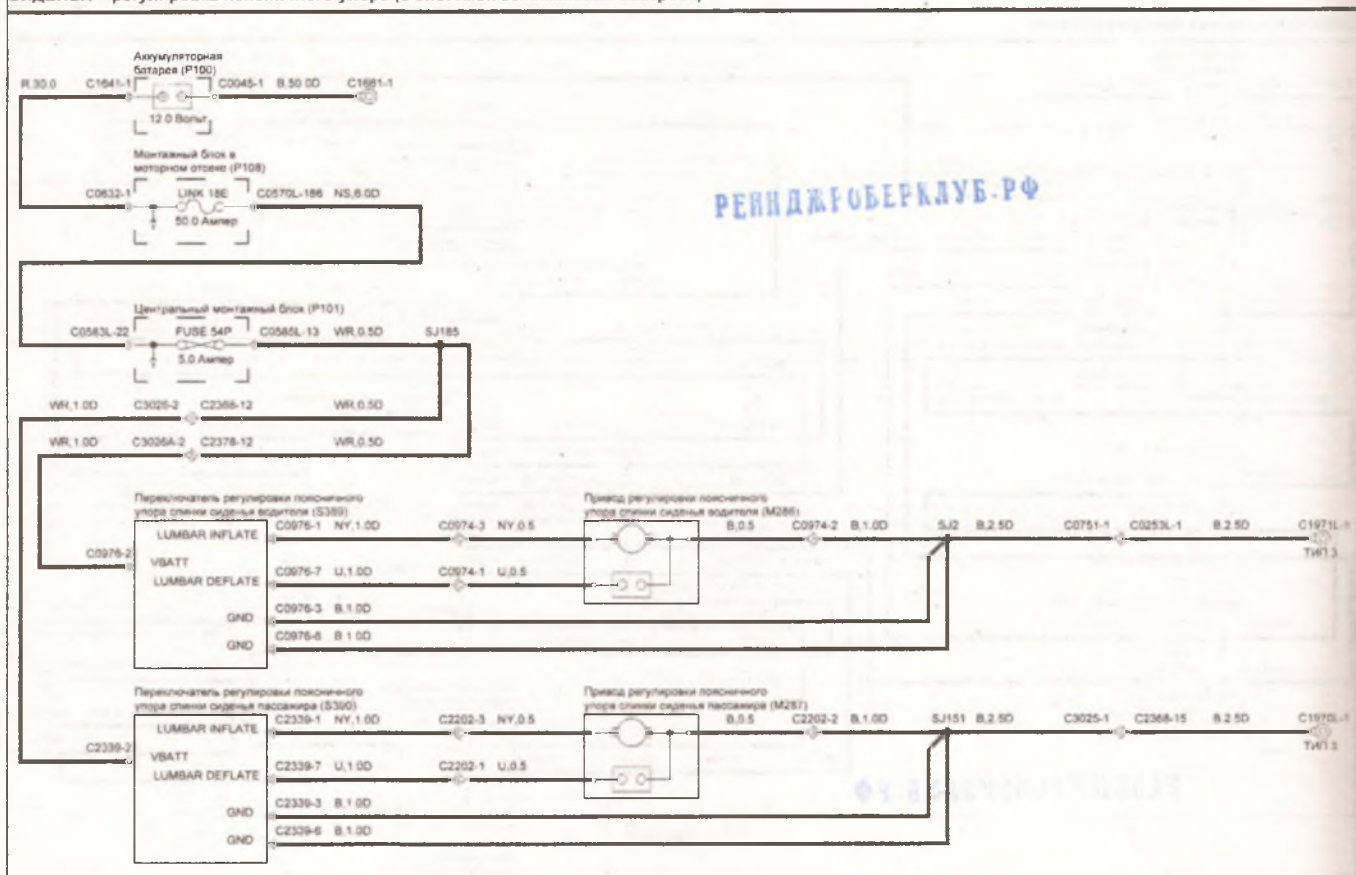 Аккумуляторная
батарея (P100)
R,30.0 C1641-1 C0045-1 B,50.0D C1661-1
12.0 Вольт
Монтажный блок в
моторном отсеке (P108)
C0632-1 LINK 18E C0570L-186 NS,6.0D
50.0 Ампер
РЕННДЖРОВЕРКЛУБ.РФ
Центральный монтажный блок (P101)
C0583L-22 FUSE 54P C0585L-13 WR,0.5D SJ185
5.0 Ампер
WR,1.0D C3026-2 C2368-12 WR,0.5D
WR,1.0D C3026A-2 C2378-12 WR,0.5D
Переключатель регулировки поясничного
упора спинки сиденья водителя (S389)
Привод регулировки поясничного
упора спинки сиденья водителя (M286)
LUMBAR INFLATE C0976-1 NY,1.0D C0974-3 NY,0.5 B,0.5 C0974-2 B,1.0D SJ2 B,2.5D C0751-1 C0253L-1 B,2.5D C1971L-1
ТИП 3
C0976-2 VBATT
LUMBAR DEFLATE C0976-7 U,1.0D C0974-1 U,0.5
GND C0976-3 B,1.0D
GND C0976-6 B,1.0D
Переключатель регулировки поясничного
упора спинки сиденья пассажира (S390)
Привод регулировки поясничного
упора спинки сиденья пассажира (M287)
LUMBAR INFLATE C2339-1 NY,1.0D C2202-3 NY,0.5 B,0.5 C2202-2 B,1.0D SJ151 B,2.5D C3025-1 C2368-15 B,2.5D C1970L-1
ТИП 3
C2339-2 VBATT
LUMBAR DEFLATE C2339-7 U,1.0D C2202-1 U,0.5
GND C2339-3 B,1.0D
GND C2339-6 B,1.0D